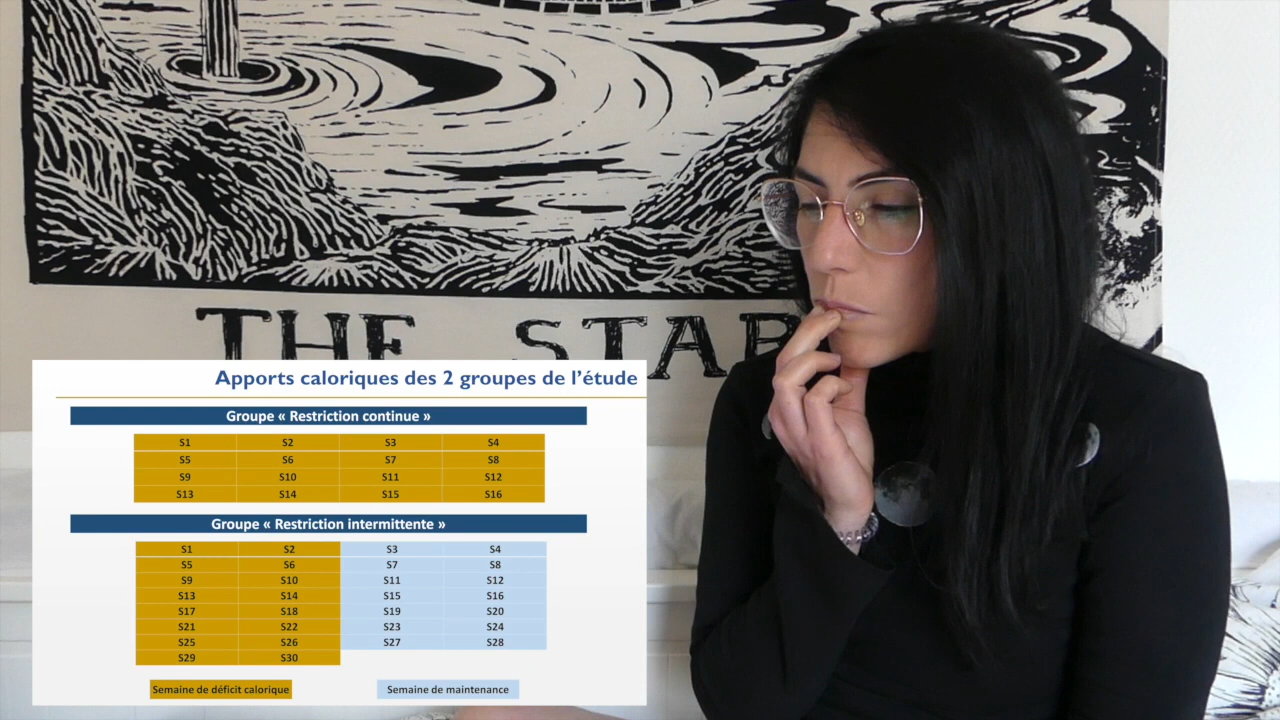 THE STAR
Apports caloriques des 2 groupes de l’étude
Groupe « Restriction continue »
S1 S2 S3 S4
S5 S6 S7 S8
S9 S10 S11 S12
S13 S14 S15 S16
Groupe « Restriction intermittente »
S1 S2 S3 S4
S5 S6 S7 S8
S9 S10 S11 S12
S13 S14 S15 S16
S17 S18 S19 S20
S21 S22 S23 S24
S25 S26 S27 S28
S29 S30
Semaine de déficit calorique Semaine de maintenance